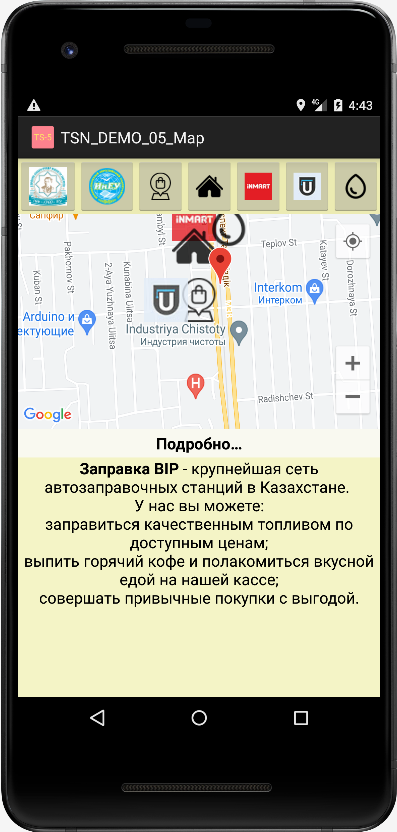 4G 4:43
TS-5 TSN_DEMO_05_Map
ИнЕУ INMART
INMART
Сапфир
Teplov St
Kalayev St
Dorozhnaya St
Pakhomov St
Kuban St
2-Aya Yuzhnaya Ulitsa
Kunabina Ulitsa
Interkom
Интерком
Arduino и
ектующие
Industriya Chistoty
Индустрия чистоты
H
Radishchev St
Google
Подробно...
Заправка BIP - крупнейшая сеть
автозаправочных станций в Казахстане.
У нас вы можете:
заправиться качественным топливом по
доступным ценам;
выпить горячий кофе и полакомиться вкусной
едой на нашей кассе;
совершать привычные покупки с выгодой.